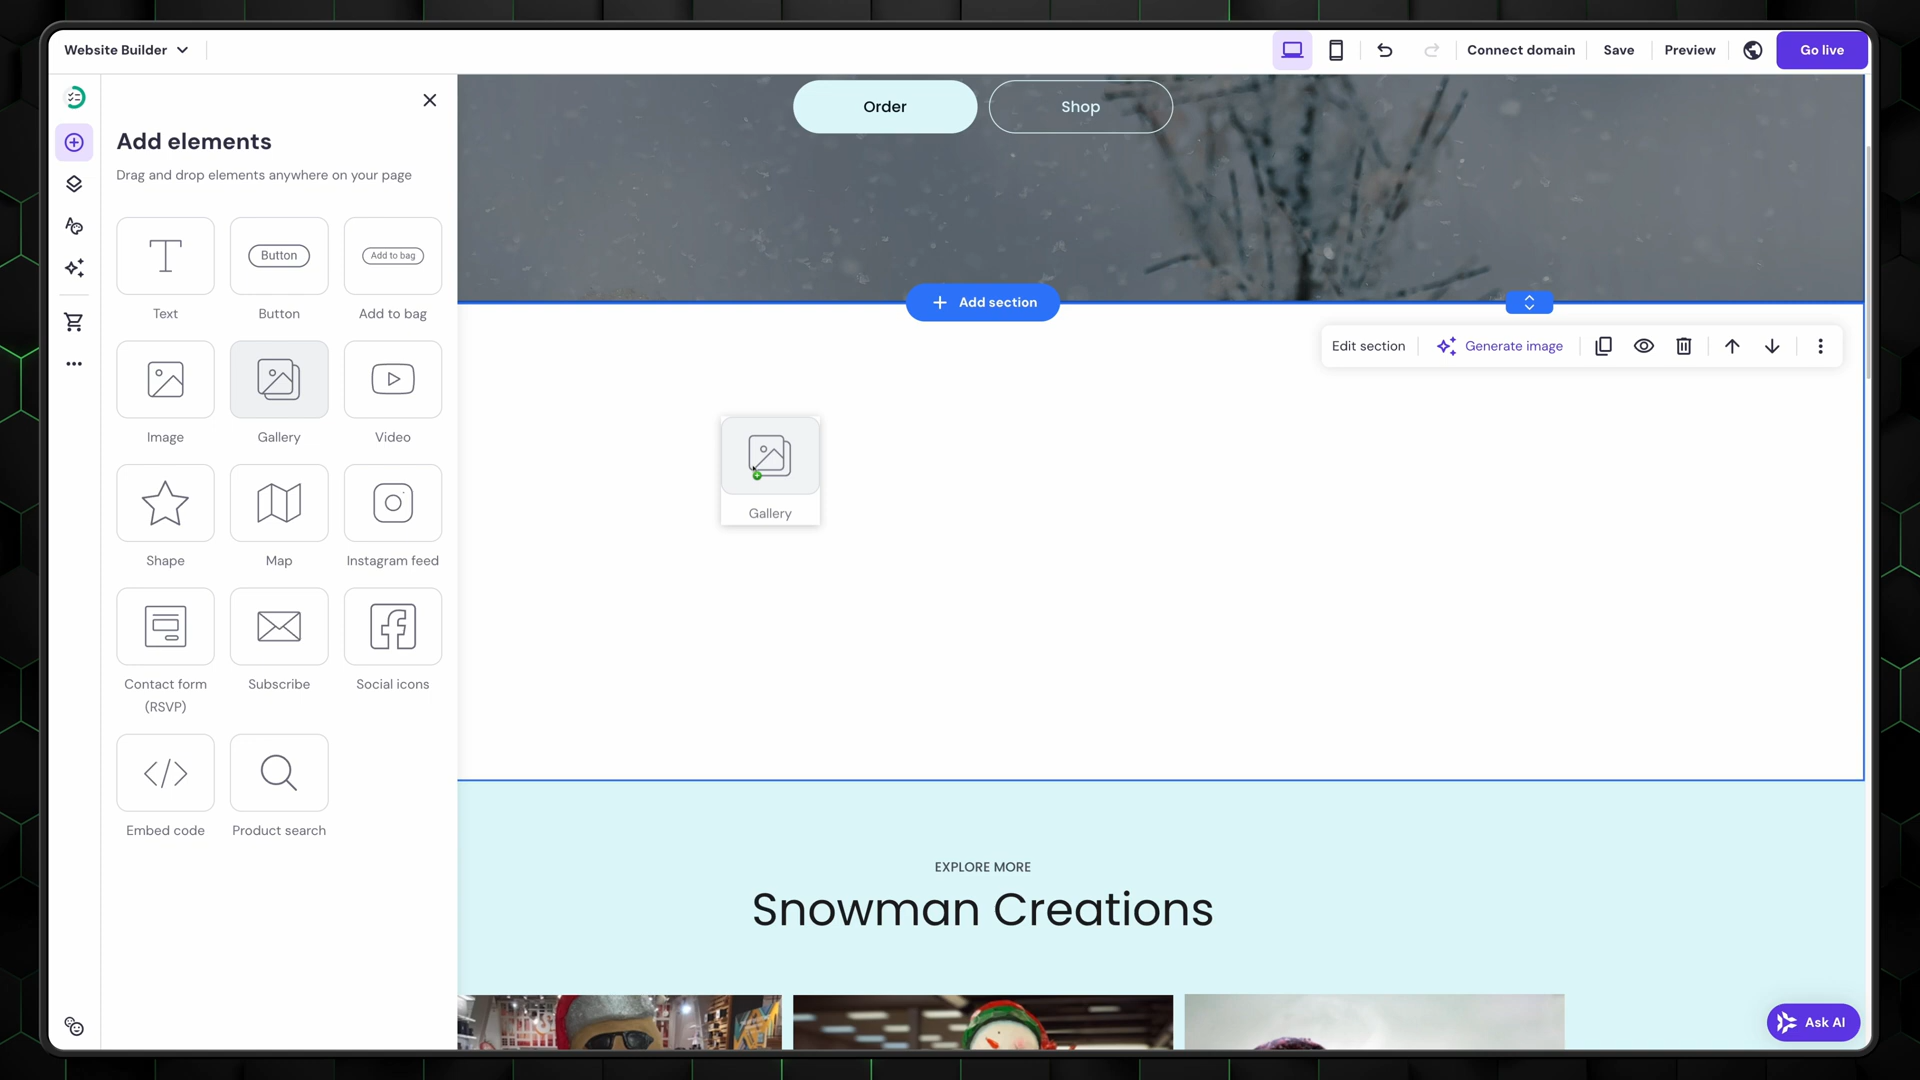 Website Builder
Connect domain
Save
Preview
Go live
Add elements
Drag and drop elements anywhere on your page
Button
Add to bag
Text
Button
Add to bag
Image
Gallery
Video
Shape
Map
Instagram feed
Contact form
(RSVP)
Subscribe
Social icons
Embed code
Product search
Order
Shop
Add section
Edit section
Generate image
Gallery
EXPLORE MORE
Snowman Creations
Ask AI